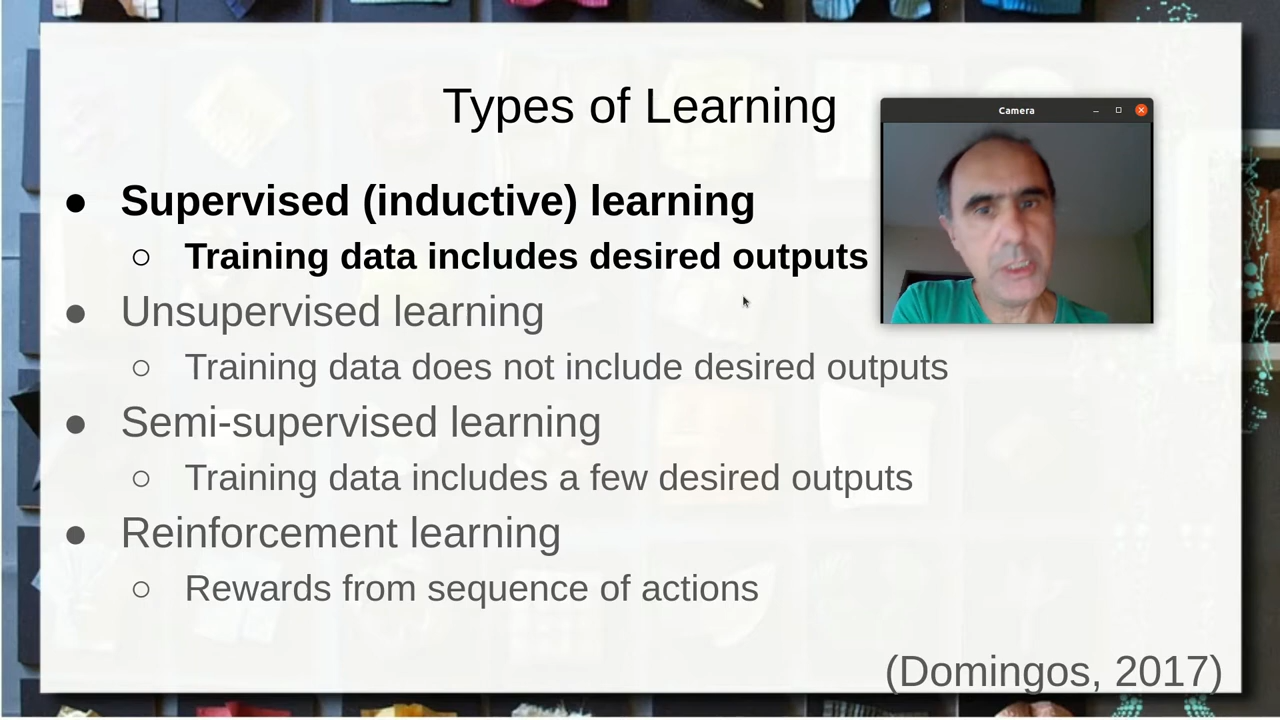 Types of Learning
Camera
● Supervised (inductive) learning
○ Training data includes desired outputs
● Unsupervised learning
○ Training data does not include desired outputs
● Semi-supervised learning
○ Training data includes a few desired outputs
● Reinforcement learning
○ Rewards from sequence of actions
(Domingos, 2017)